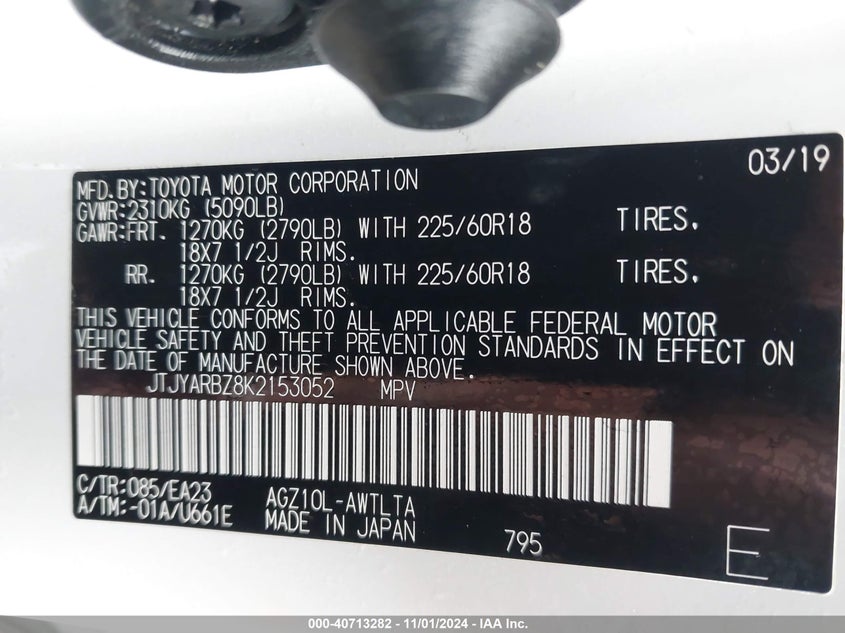 03/19
MFD.BY:TOYOTA MOTOR CORPORATION
GVWR:2310KG (5090LB)
GAWR:FRT. 1270KG (2790LB) WITH 225/60R18 TIRES.
18X7 1/2J RIMS.
RR. 1270KG (2790LB) WITH 225/60R18 TIRES.
18X7 1/2J RIMS.
THIS VEHICLE CONFORMS TO ALL APPLICABLE FEDERAL MOTOR
VEHICLE SAFETY AND THEFT PREVENTION STANDARDS IN EFFECT ON
THE DATE OF MANUFACTURE SHOWN ABOVE.
JTJYARBZ8K2153052 MPV
C/TR:085/EA23 AGZ10L-AWTLTA
A/TM:-01A/U661E MADE IN JAPAN 795 E
000-40713282 - 11/01/2024 - IAA Inc.